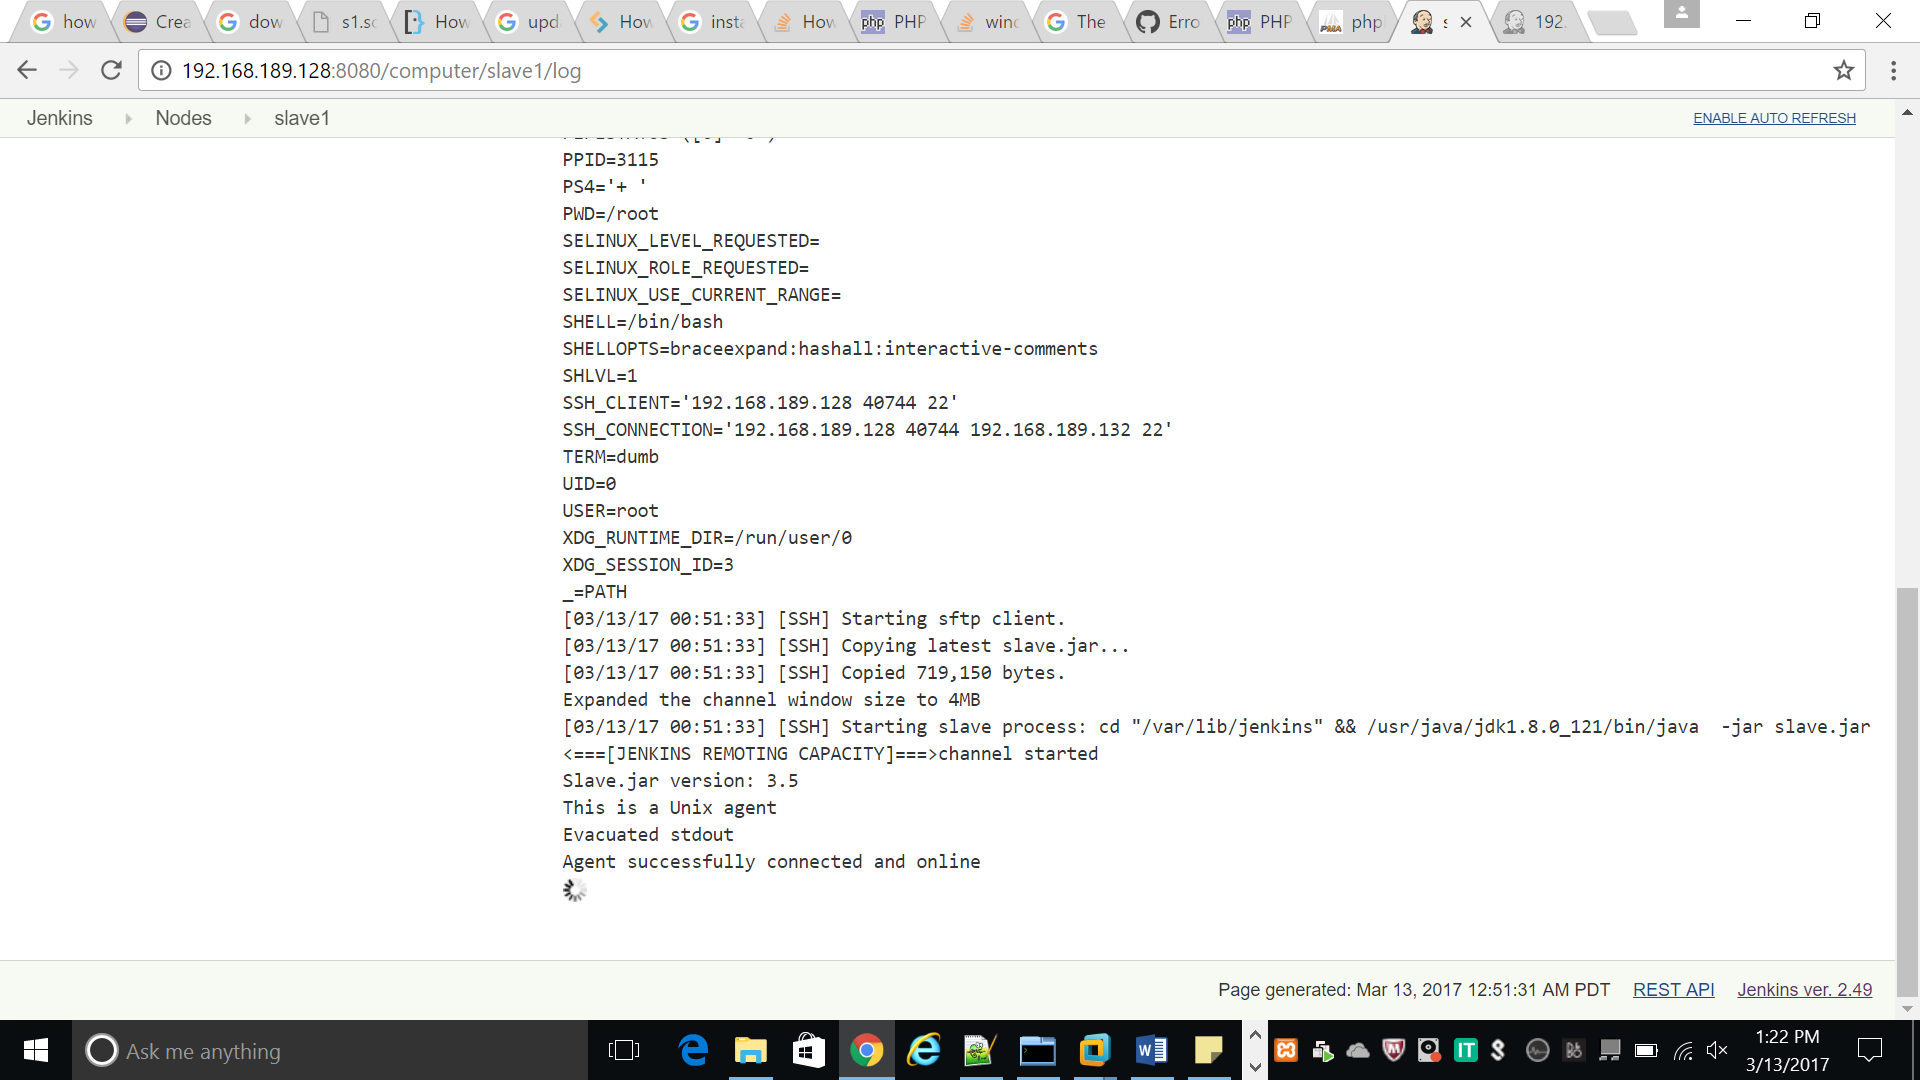 how
Crea
dow
s1.sc
How
upd
How
insta
How
PHP
winc
The
Erro
PHP
php
s
192.
192.168.189.128:8080/computer/slave1/log
Jenkins
Nodes
slave1
ENABLE AUTO REFRESH
PPID=3115
PS4='+ '
PWD=/root
SELINUX_LEVEL_REQUESTED=
SELINUX_ROLE_REQUESTED=
SELINUX_USE_CURRENT_RANGE=
SHELL=/bin/bash
SHELLOPTS=braceexpand:hashall:interactive-comments
SHLVL=1
SSH_CLIENT='192.168.189.128 40744 22'
SSH_CONNECTION='192.168.189.128 40744 192.168.189.132 22'
TERM=dumb
UID=0
USER=root
XDG_RUNTIME_DIR=/run/user/0
XDG_SESSION_ID=3
_=PATH
[03/13/17 00:51:33] [SSH] Starting sftp client.
[03/13/17 00:51:33] [SSH] Copying latest slave.jar...
[03/13/17 00:51:33] [SSH] Copied 719,150 bytes.
Expanded the channel window size to 4MB
[03/13/17 00:51:33] [SSH] Starting slave process: cd "/var/lib/jenkins" && /usr/java/jdk1.8.0_121/bin/java  -jar slave.jar
<===[JENKINS REMOTING CAPACITY]===>channel started
Slave.jar version: 3.5
This is a Unix agent
Evacuated stdout
Agent successfully connected and online
Page generated: Mar 13, 2017 12:51:31 AM PDT
REST API
Jenkins ver. 2.49
Ask me anything
1:22 PM
3/13/2017